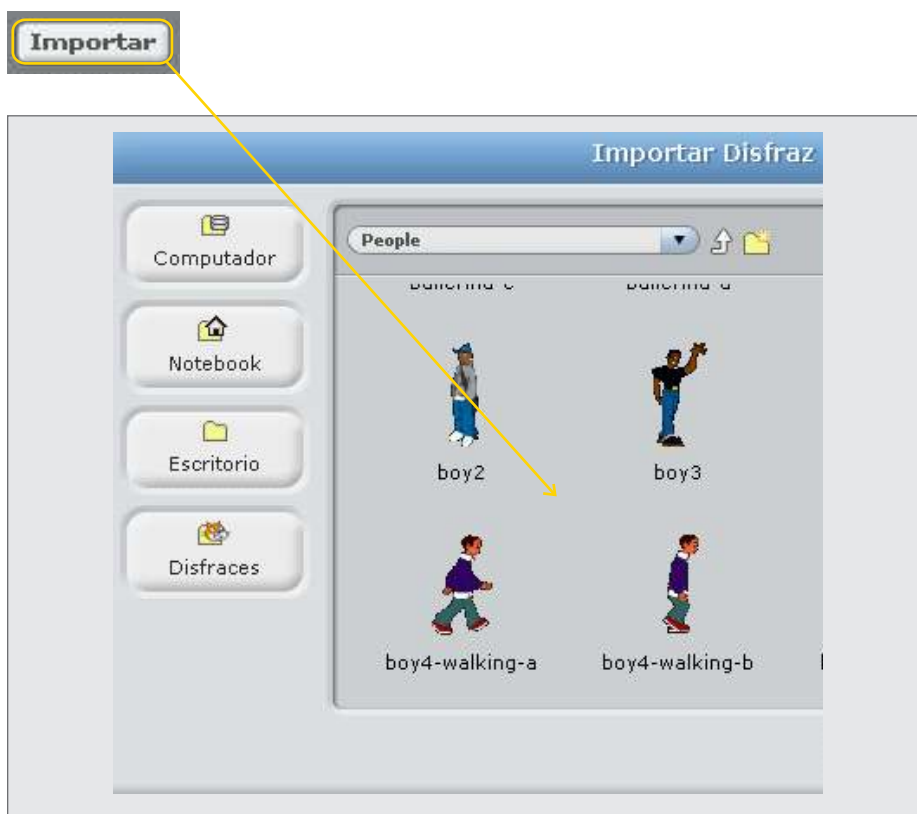 Importar
Importar Disfraz
Computador
Notebook
Escritorio
Disfraces
People
boy2 boy3
boy4-walking-a boy4-walking-b